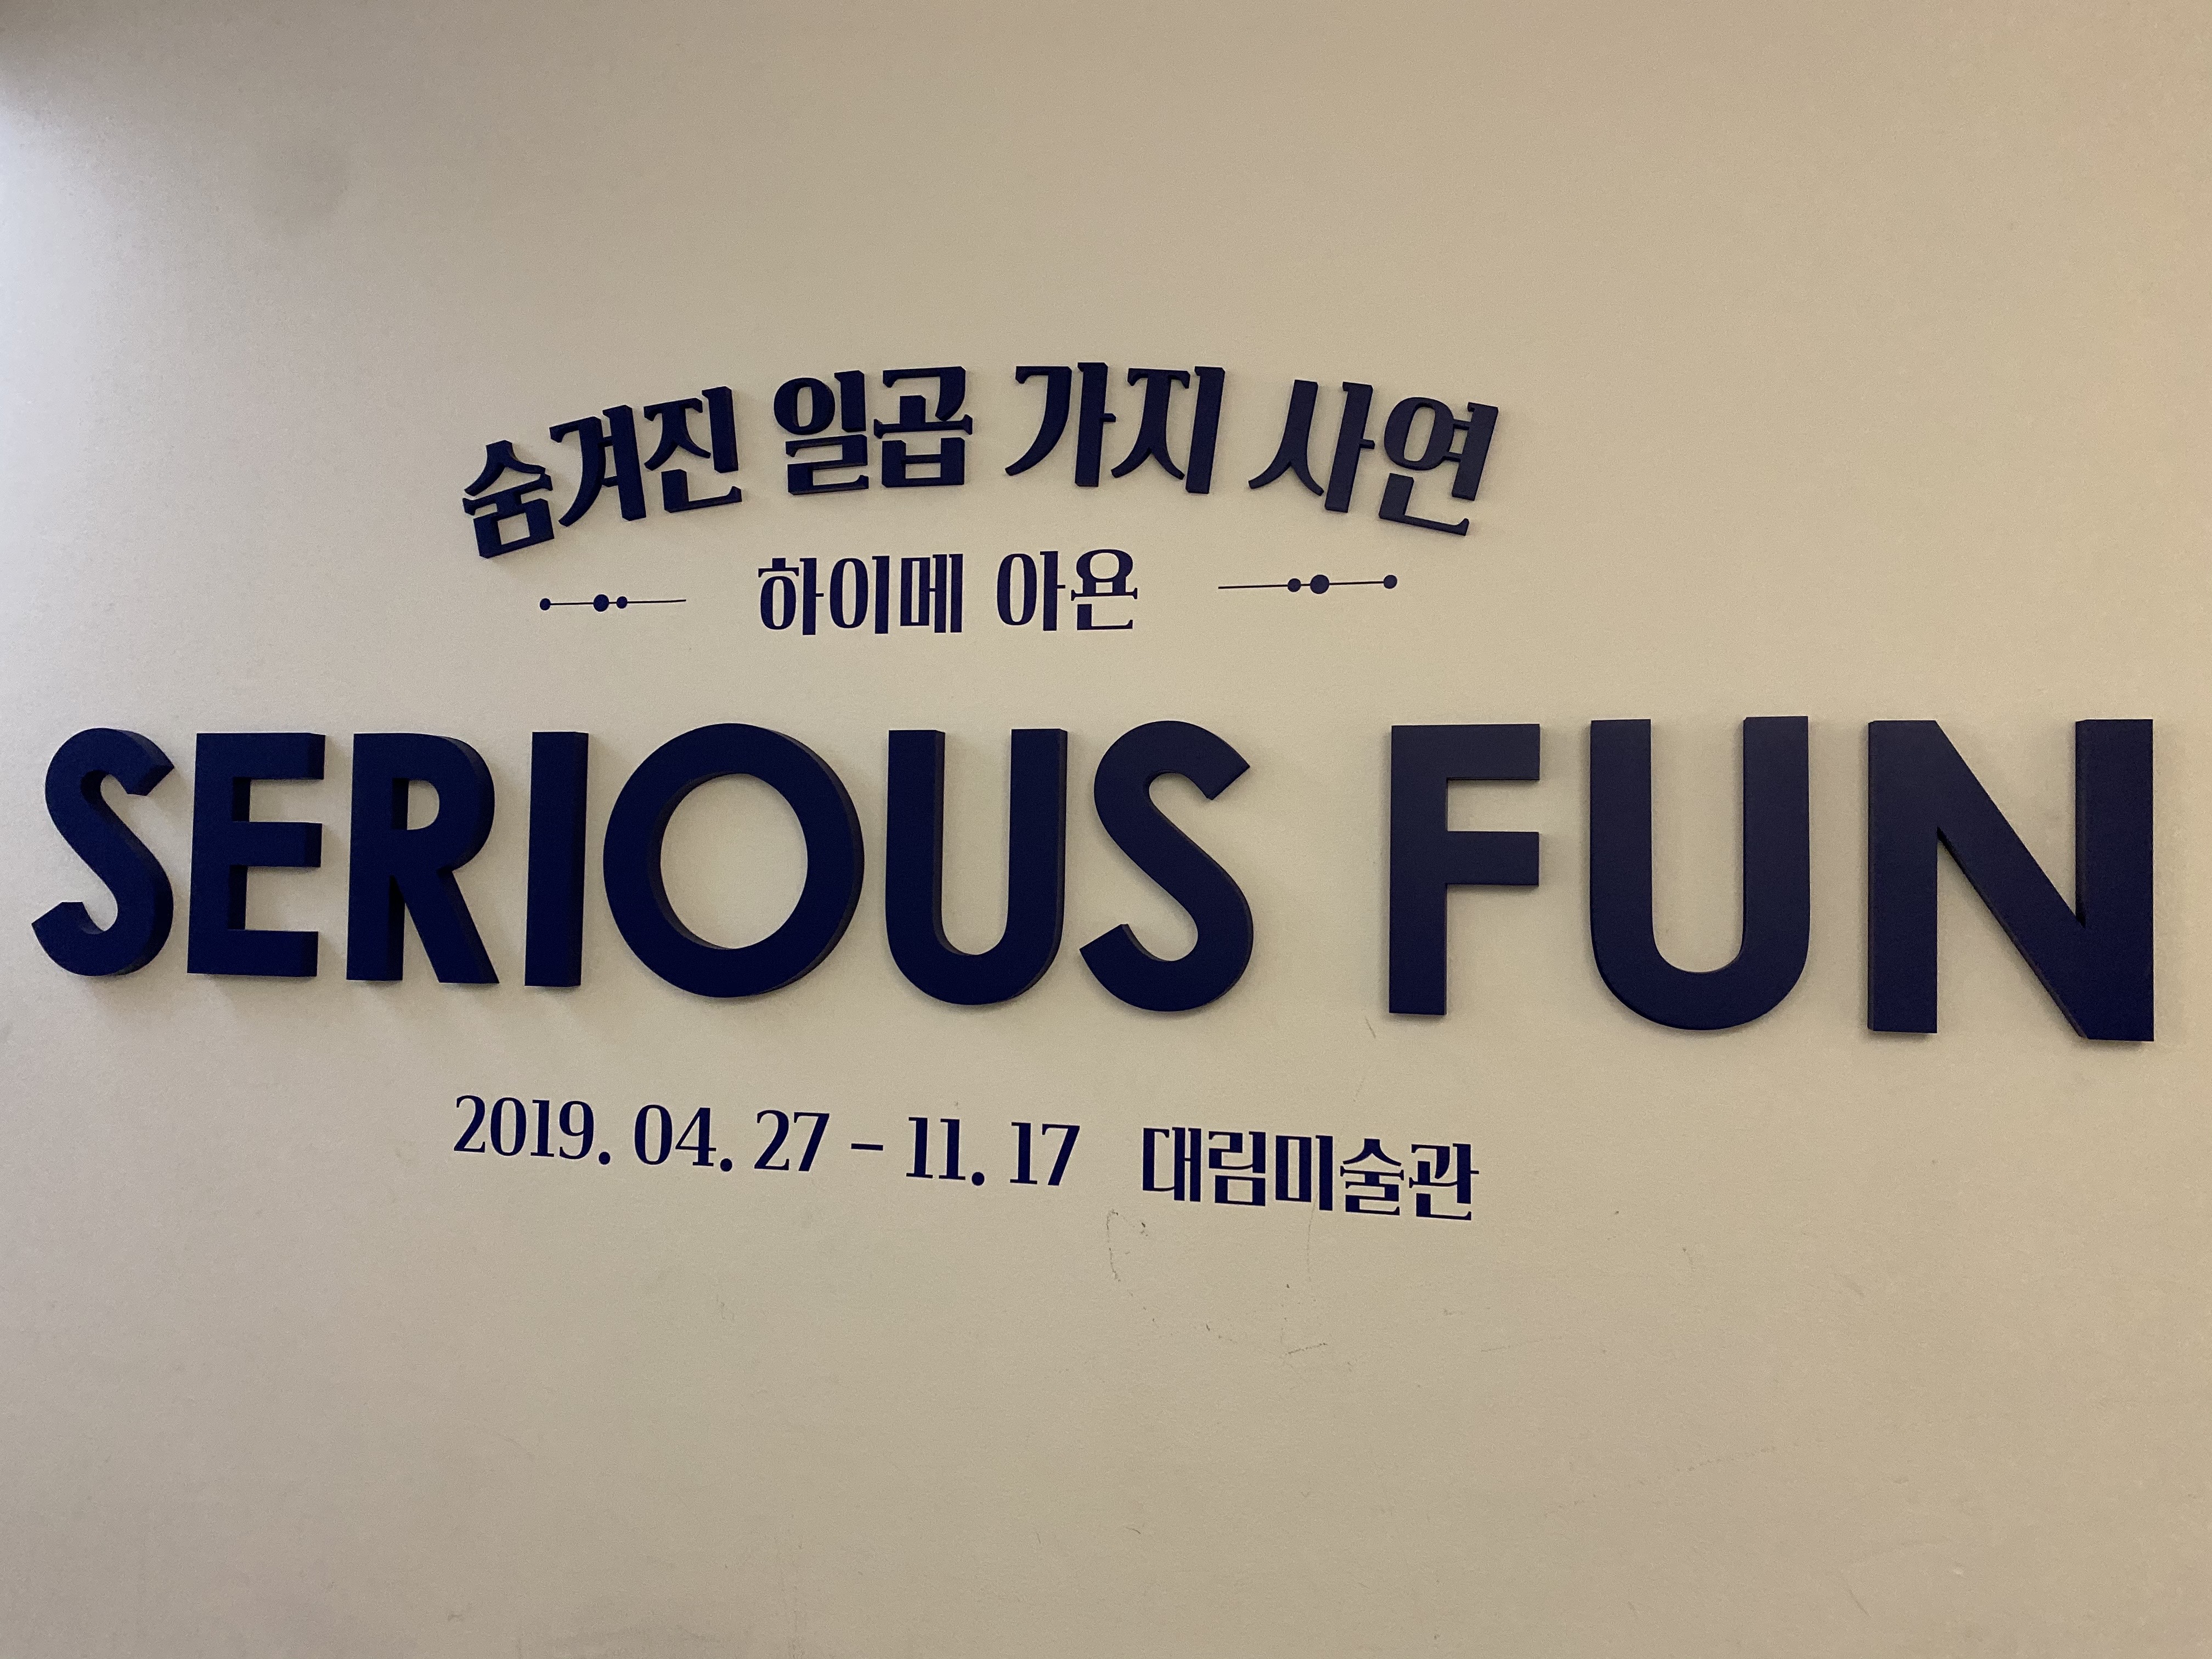 숨겨진 일곱 가지 사연
하이메 아욘
SERIOUS FUN
2019. 04. 27 – 11. 17 대림미술관